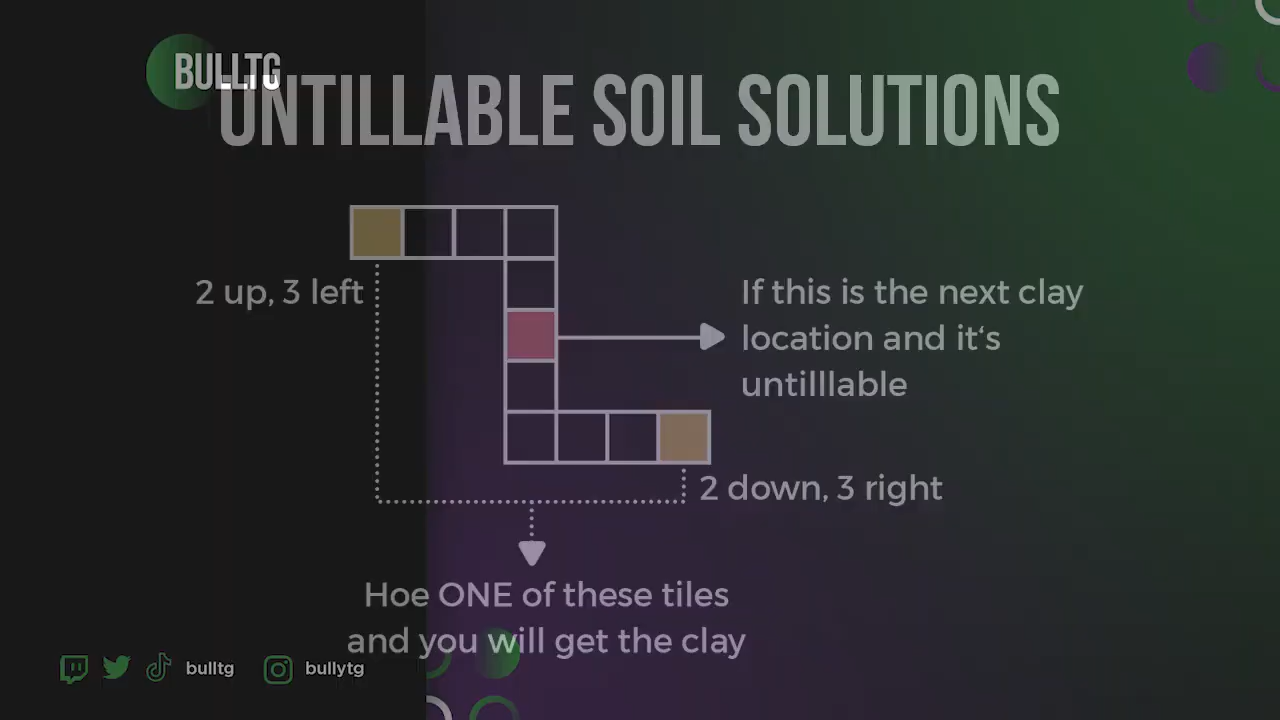 BULLTG
UNTILLABLE SOIL SOLUTIONS
2 up, 3 left
If this is the next clay
location and it‘s
untilllable
2 down, 3 right
Hoe ONE of these tiles
and you will get the clay
bulltg
bullytg